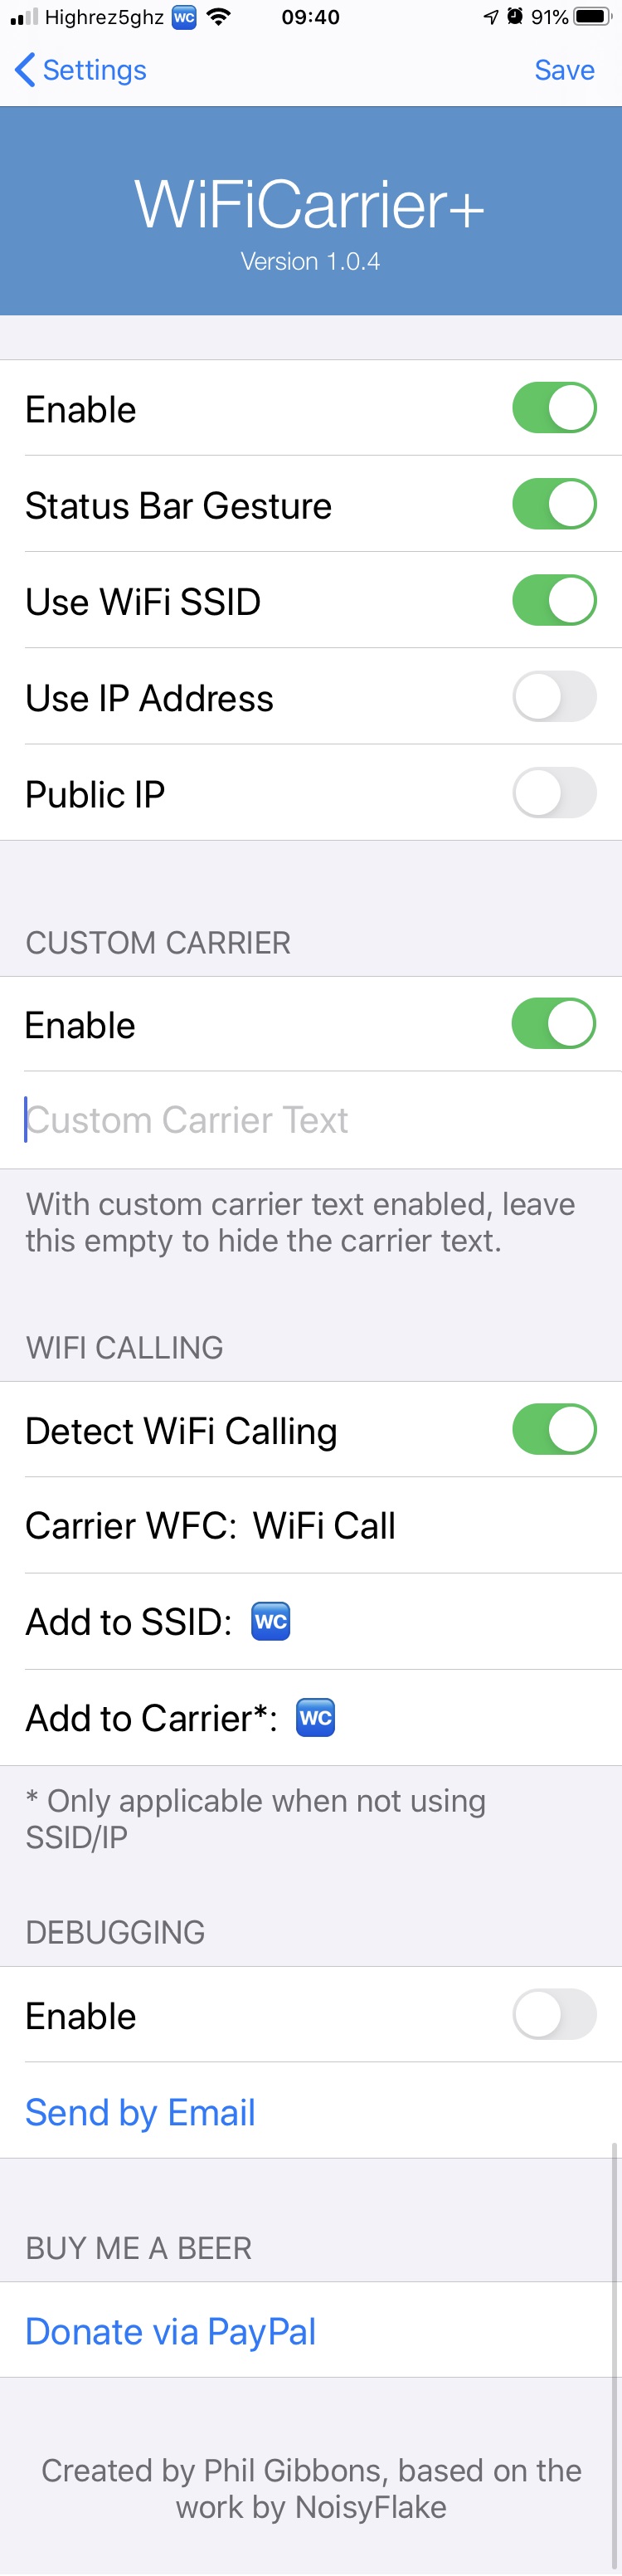 Highrez5ghz 🚾 09:40 91%
Settings Save
WiFiCarrier+
Version 1.0.4
Enable
Status Bar Gesture
Use WiFi SSID
Use IP Address
Public IP
CUSTOM CARRIER
Enable
Custom Carrier Text
With custom carrier text enabled, leave
this empty to hide the carrier text.
WIFI CALLING
Detect WiFi Calling
Carrier WFC: WiFi Call
Add to SSID: 🚾
Add to Carrier*: 🚾
* Only applicable when not using
SSID/IP
DEBUGGING
Enable
Send by Email
BUY ME A BEER
Donate via PayPal
Created by Phil Gibbons, based on the
work by NoisyFlake